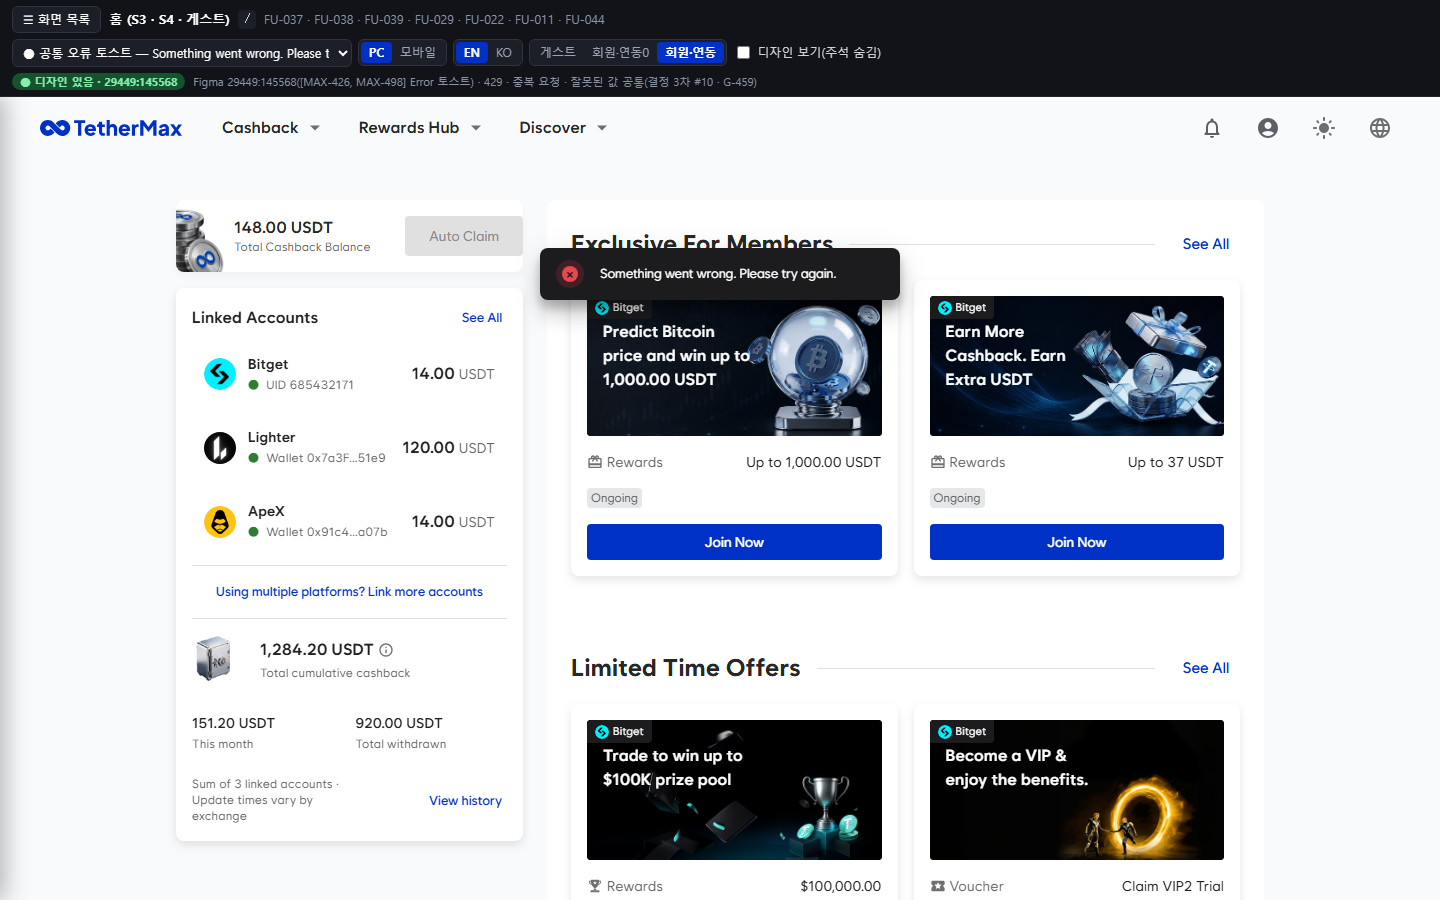 ☰ 화면 목록 홈 (S3 · S4 · 게스트) / FU-037 · FU-038 · FU-039 · FU-029 · FU-022 · FU-011 · FU-044
● 공통 오류 토스트 — Something went wrong. Please t PC 모바일 EN KO 게스트 회원·연동0 회원·연동 디자인 보기(주석 숨김)
● 디자인 있음 · 29449:145568 Figma 29449:145568([MAX-426, MAX-498] Error 토스트) · 429 · 중복 요청 · 잘못된 값 공통(결정 3차 #10 · G-459)
TetherMax Cashback Rewards Hub Discover
148.00 USDT
Total Cashback Balance
Auto Claim
Linked Accounts See All
Bitget
UID 685432171
14.00 USDT
Lighter
Wallet 0x7a3F...51e9
120.00 USDT
ApeX
Wallet 0x91c4...a07b
14.00 USDT
Using multiple platforms? Link more accounts
1,284.20 USDT
Total cumulative cashback
151.20 USDT
This month
920.00 USDT
Total withdrawn
Sum of 3 linked accounts ·
Update times vary by
exchange
View history
Exclusive For Members See All
Something went wrong. Please try again.
Bitget
Predict Bitcoin
price and win up to
1,000.00 USDT
Rewards Up to 1,000.00 USDT
Ongoing
Join Now
Bitget
Earn More
Cashback. Earn
Extra USDT
Rewards Up to 37 USDT
Ongoing
Join Now
Limited Time Offers See All
Bitget
Trade to win up to
$100K prize pool
Rewards $100,000.00
Bitget
Become a VIP &
enjoy the benefits.
Voucher Claim VIP2 Trial